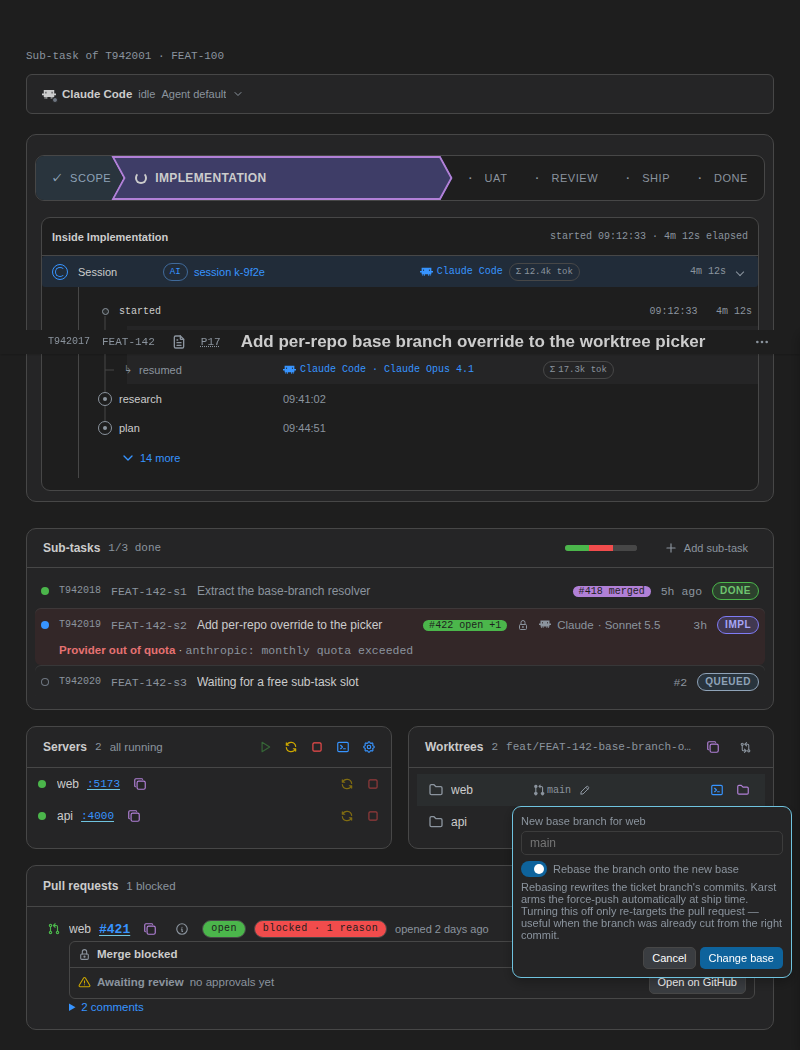 Sub-task of T942001 · FEAT-100
Claude Code idle Agent default
SCOPE IMPLEMENTATION · UAT · REVIEW · SHIP · DONE
Inside Implementation started 09:12:33 · 4m 12s elapsed
Session AI session k-9f2e Claude Code Σ 12.4k tok 4m 12s
started 09:12:33 4m 12s
T942017 FEAT-142 P17 Add per-repo base branch override to the worktree picker
↳ resumed Claude Code · Claude Opus 4.1 Σ 17.3k tok
research 09:41:02
plan 09:44:51
14 more
Sub-tasks 1/3 done Add sub-task
T942018 FEAT-142-s1 Extract the base-branch resolver #418 merged 5h ago DONE
T942019 FEAT-142-s2 Add per-repo override to the picker #422 open +1 Claude · Sonnet 5.5 3h IMPL
Provider out of quota · anthropic: monthly quota exceeded
T942020 FEAT-142-s3 Waiting for a free sub-task slot #2 QUEUED
Servers 2 all running
web :5173
api :4000
Worktrees 2 feat/FEAT-142-base-branch-o…
web main
api
New base branch for web
main
Rebase the branch onto the new base
Rebasing rewrites the ticket branch's commits. Karst
arms the force-push automatically at ship time.
Turning this off only re-targets the pull request —
useful when the branch was already cut from the right
commit.
Cancel Change base
Pull requests 1 blocked
web #421 open blocked · 1 reason opened 2 days ago
Merge blocked
Awaiting review no approvals yet Open on GitHub
2 comments